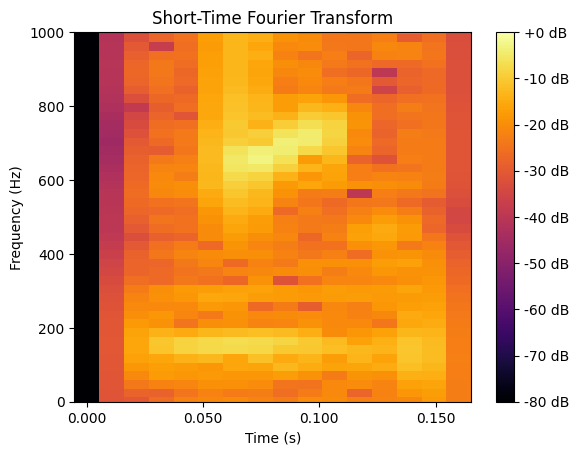 Short-Time Fourier Transform
1000
800
600
400
200
0
Frequency (Hz)
0.000
0.050
0.100
0.150
Time (s)
+0 dB
-10 dB
-20 dB
-30 dB
-40 dB
-50 dB
-60 dB
-70 dB
-80 dB